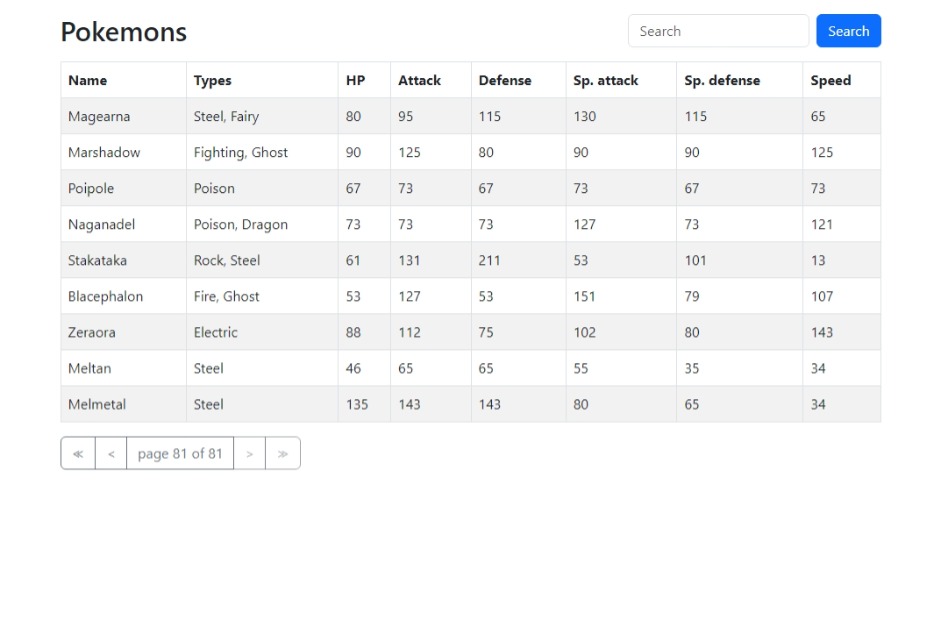 Pokemons Search Search
Name Types HP Attack Defense Sp. attack Sp. defense Speed
Magearna Steel, Fairy 80 95 115 130 115 65
Marshadow Fighting, Ghost 90 125 80 90 90 125
Poipole Poison 67 73 67 73 67 73
Naganadel Poison, Dragon 73 73 73 127 73 121
Stakataka Rock, Steel 61 131 211 53 101 13
Blacephalon Fire, Ghost 53 127 53 151 79 107
Zeraora Electric 88 112 75 102 80 143
Meltan Steel 46 65 65 55 35 34
Melmetal Steel 135 143 143 80 65 34
≪ < page 81 of 81 > ≫